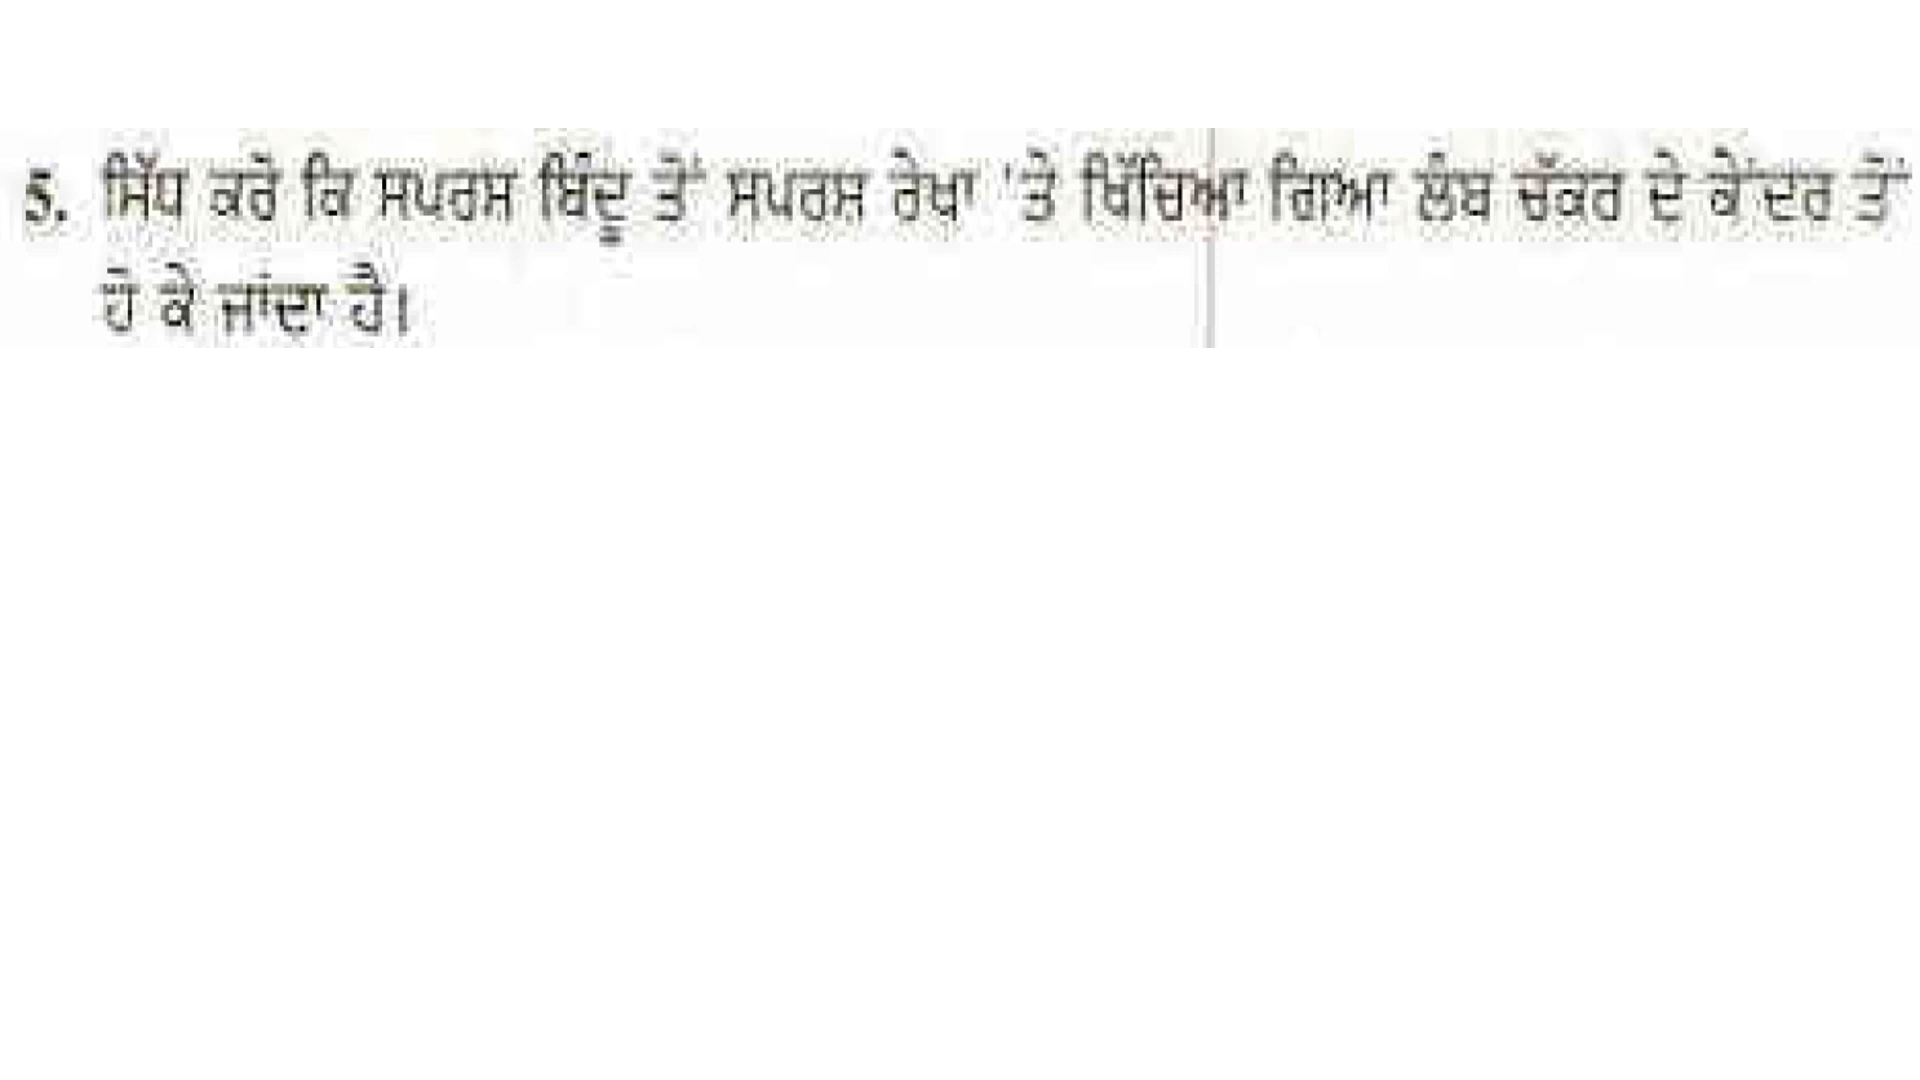 5. ਸਿੱਧ ਕਰੋ ਕਿ ਸਪਰਸ਼ ਬਿੰਦੂ ਤੋਂ ਸਪਰਸ਼ ਰੇਖਾ 'ਤੇ ਖਿੱਚਿਆ ਗਿਆ ਲੰਬ ਚੱਕਰ ਦੇ ਕੇਂਦਰ ਤੋਂ
ਹੋ ਕੇ ਜਾਂਦਾ ਹੈ।